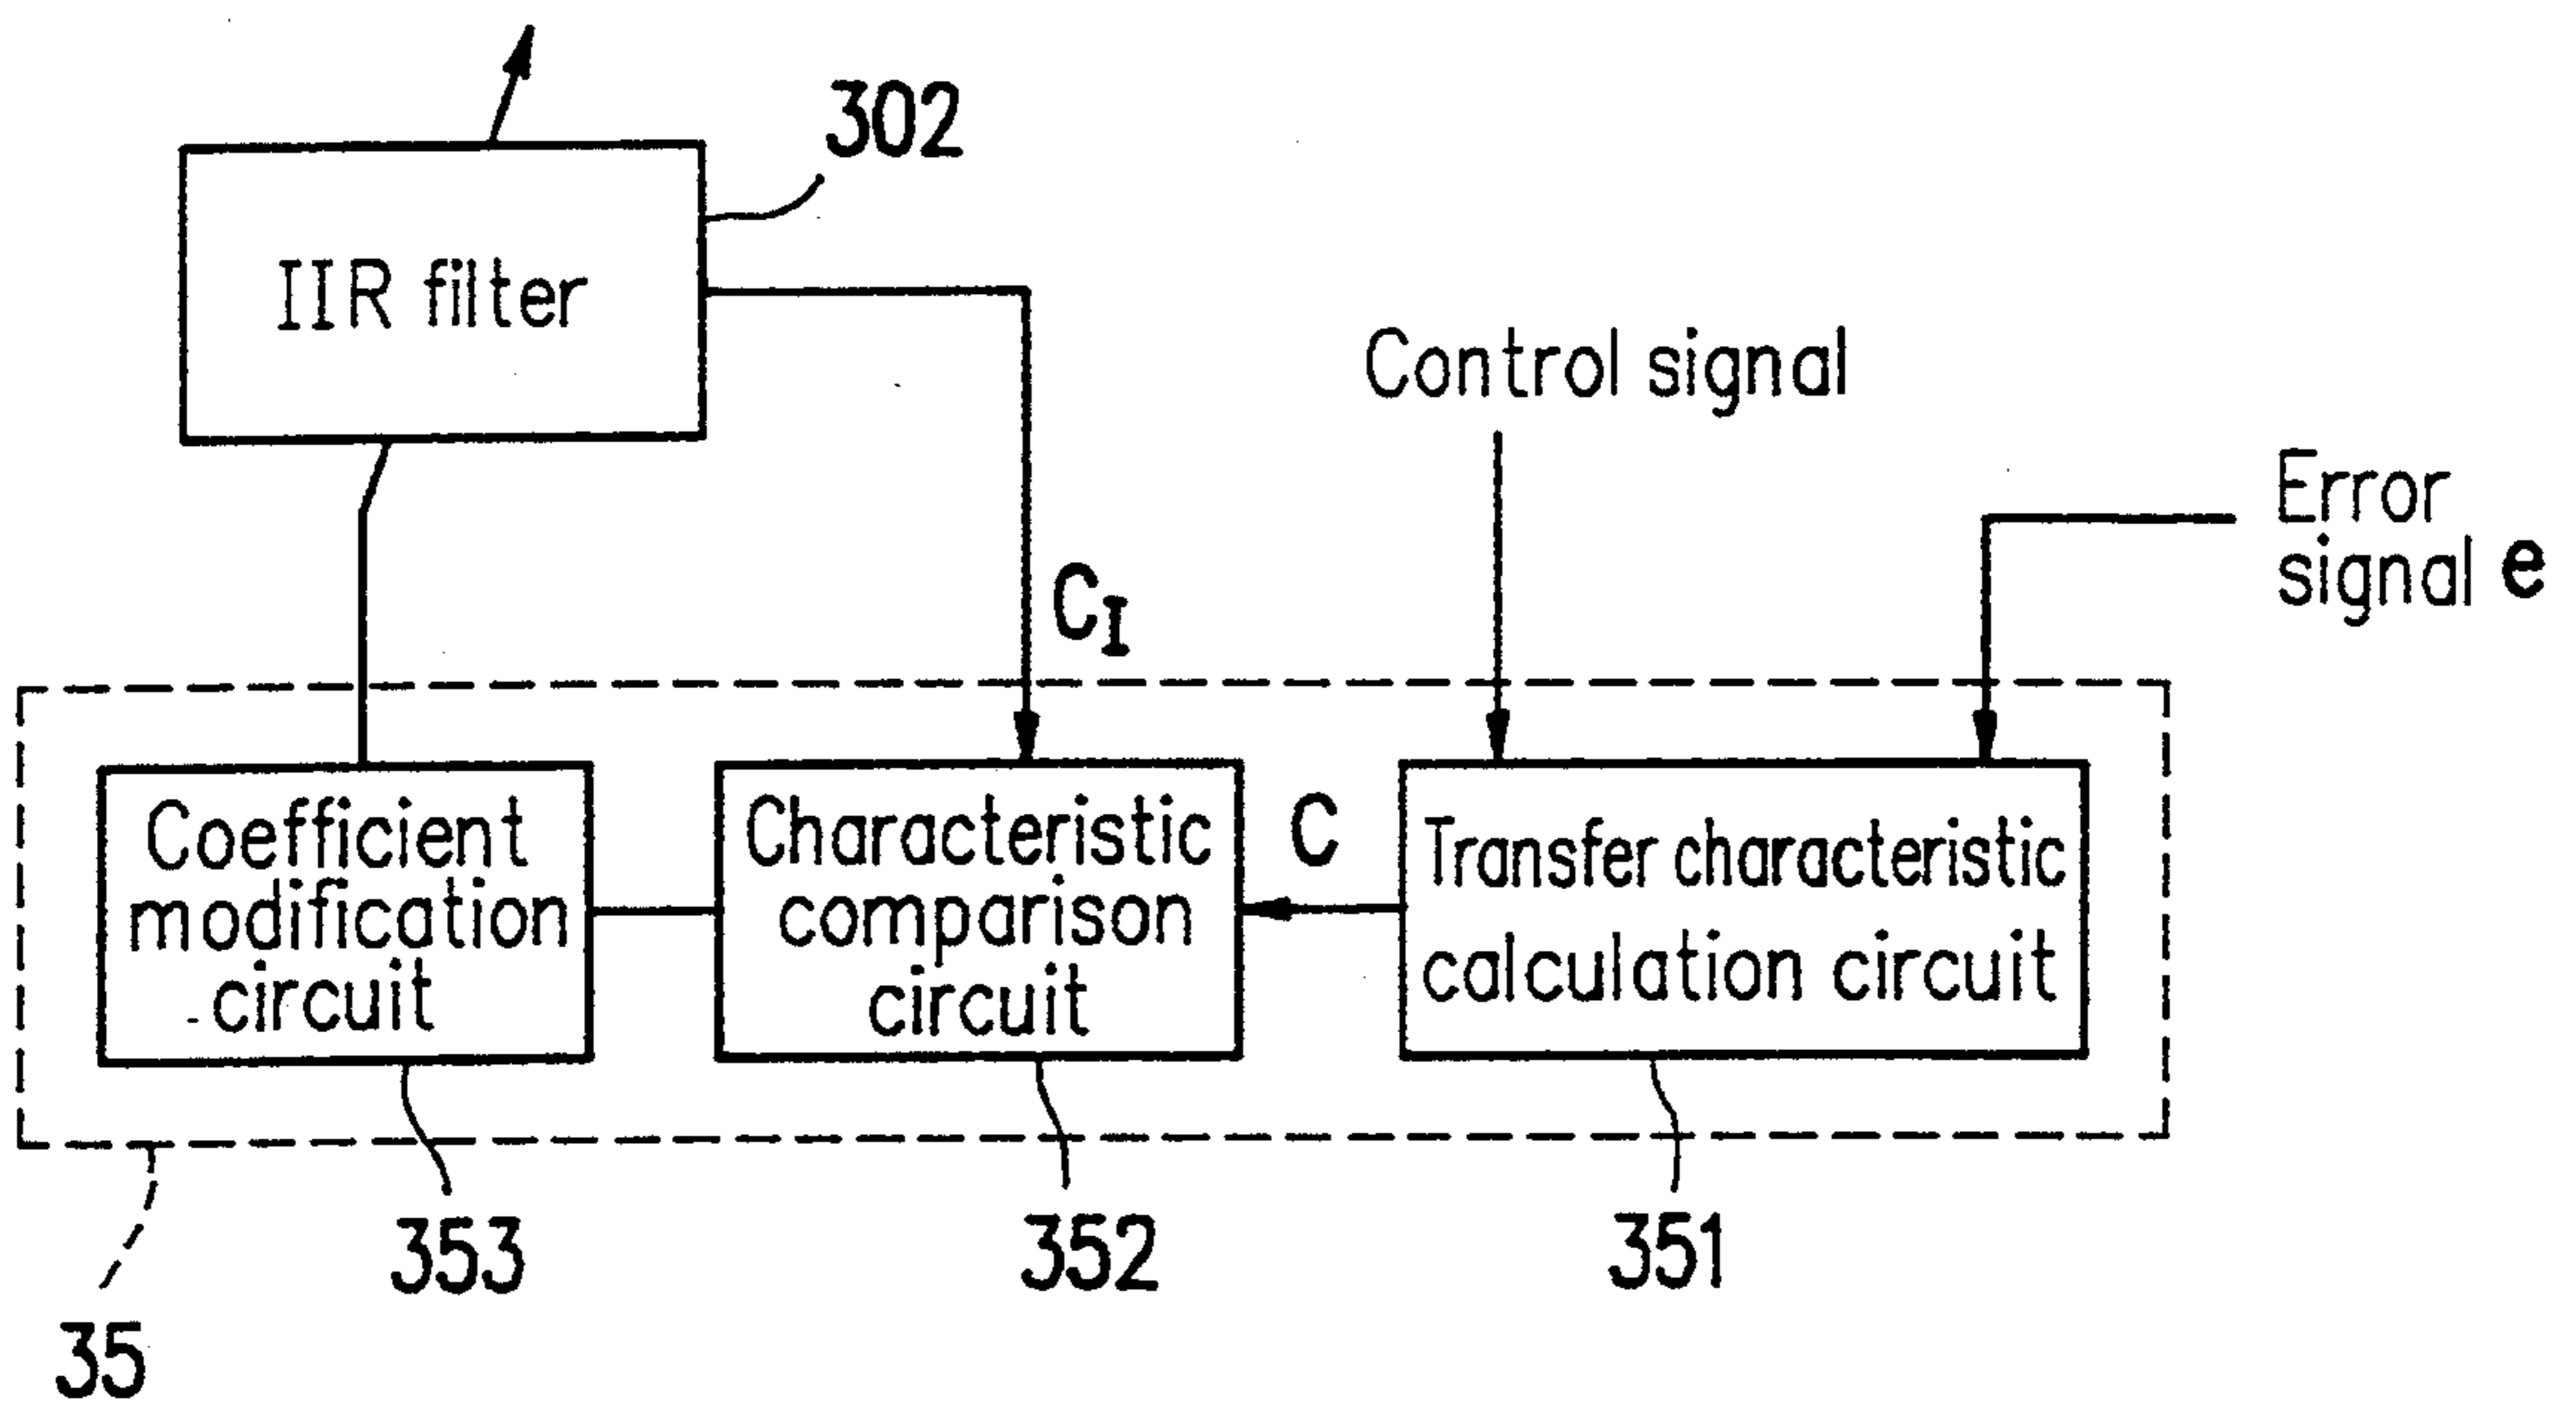 302
IIR filter
Control signal
Error
signal e
C_I
Coefficient
modification
circuit
Characteristic
comparison
circuit
C
Transfer characteristic
calculation circuit
353
352
351
35